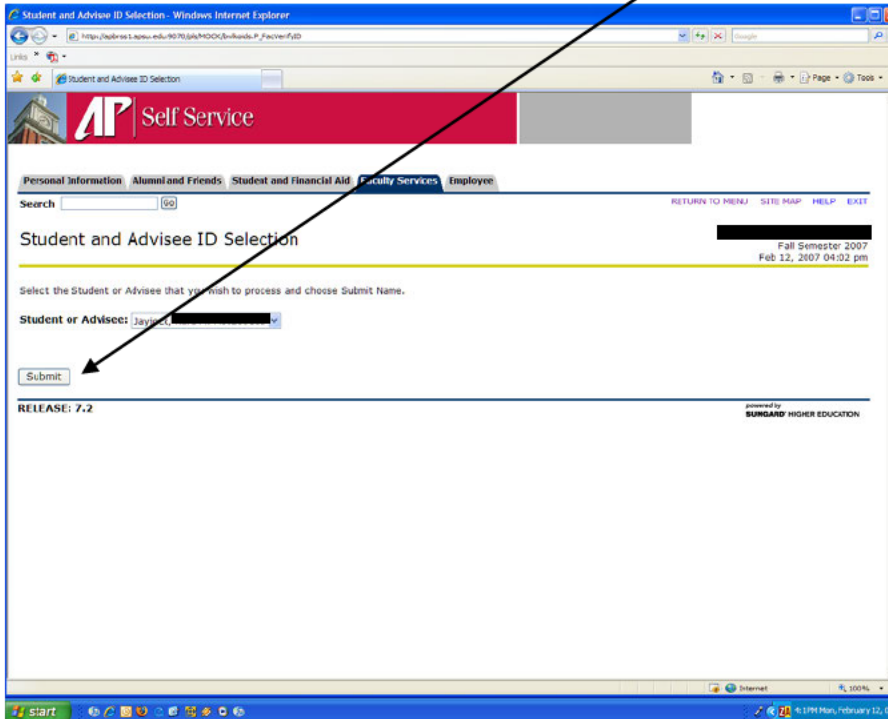 Student and Advisee ID Selection - Windows Internet Explorer
Google
Links
Student and Advisee ID Selection
Page Tools
AP Self Service
Personal Information Alumni and Friends Student and Financial Aid Faculty Services Employee
Search Go
RETURN TO MENU SITE MAP HELP EXIT
Student and Advisee ID Selection
Fall Semester 2007
Feb 12, 2007 04:02 pm
Select the Student or Advisee that you wish to process and choose Submit Name.
Student or Advisee:
Submit
RELEASE: 7.2
powered by
SUNGARD' HIGHER EDUCATION
Internet 100%
start